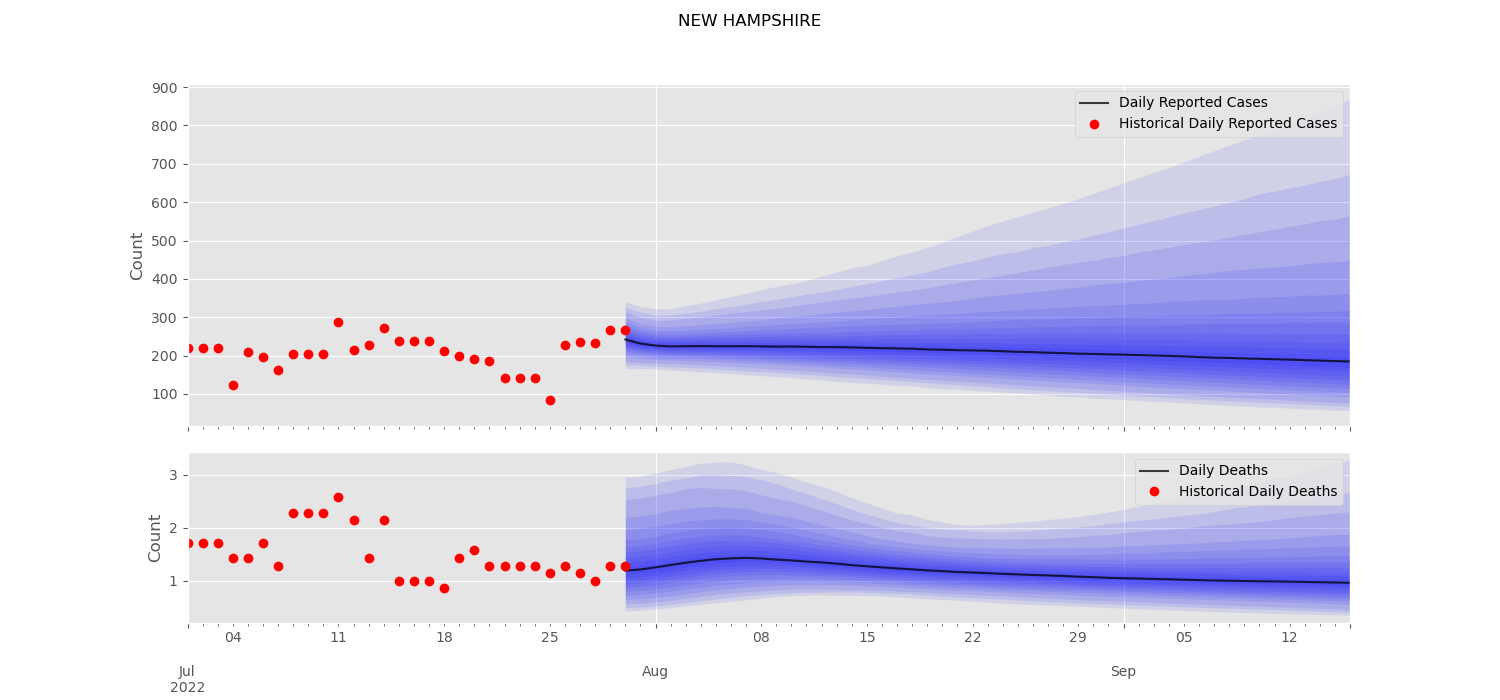 NEW HAMPSHIRE
900
800
700
600
500
400
300
200
100
Count
Daily Reported Cases
Historical Daily Reported Cases
3
2
1
Count
Daily Deaths
Historical Daily Deaths
04 11 18 25 08 15 22 29 05 12
Jul Aug Sep
2022